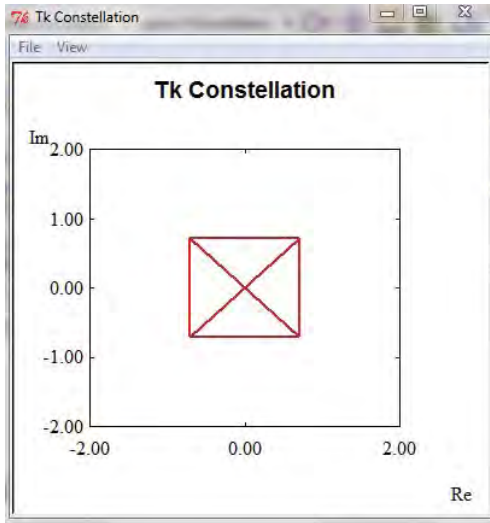 Tk Constellation
File View
Tk Constellation
Im
2.00
1.00
0.00
-1.00
-2.00
-2.00 0.00 2.00
Re